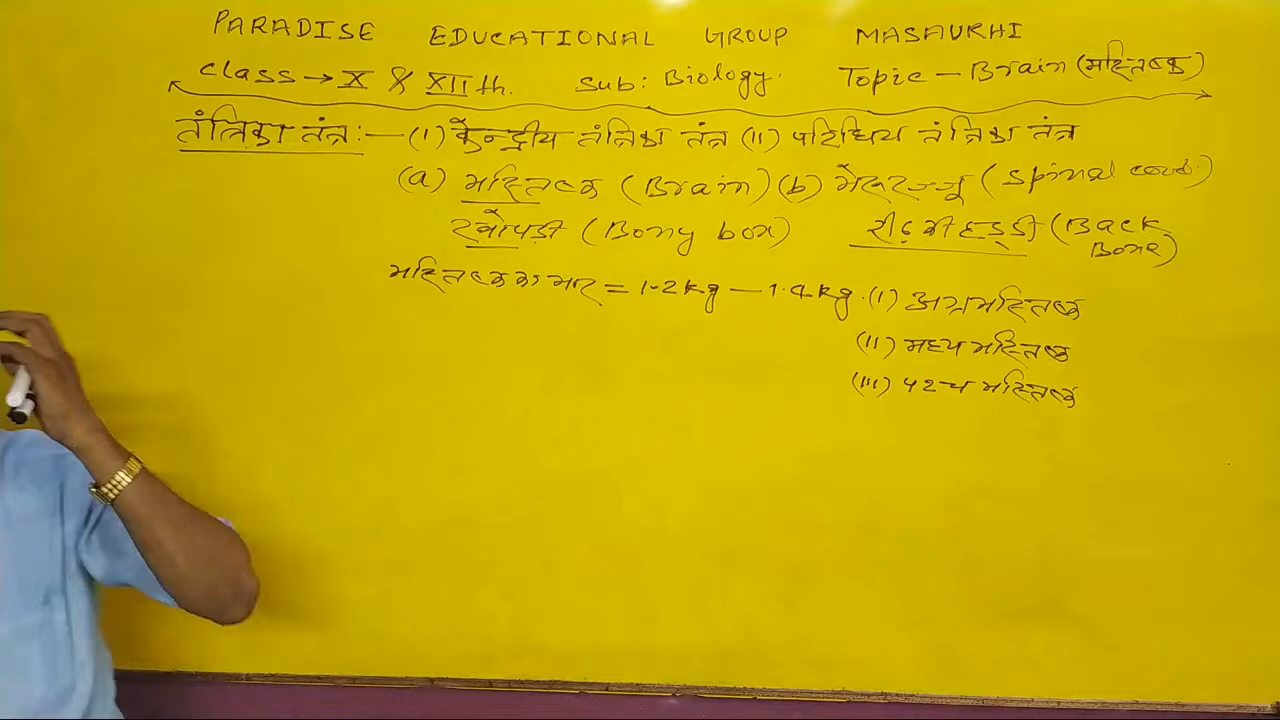 PARADISE EDUCATIONAL GROUP MASAURHI
Class → X & XIIth. Sub: Biology. Topic - Brain (मस्तिष्क)
तंत्रिका तंत्र :- (i) केन्द्रीय तंत्रिका तंत्र (ii) परिधिय तंत्रिका तंत्र
(a) मस्तिष्क (Brain) (b) मेरूरज्जू (Spinal cord.)
खोपड़ी (Bony box) रीढ़ की हड्डी (Back Bone)
मस्तिष्क का भार = 1.2 kg - 1.4 kg. (i) अग्र मस्तिष्क
(ii) मध्य मस्तिष्क
(iii) पश्च मस्तिष्क